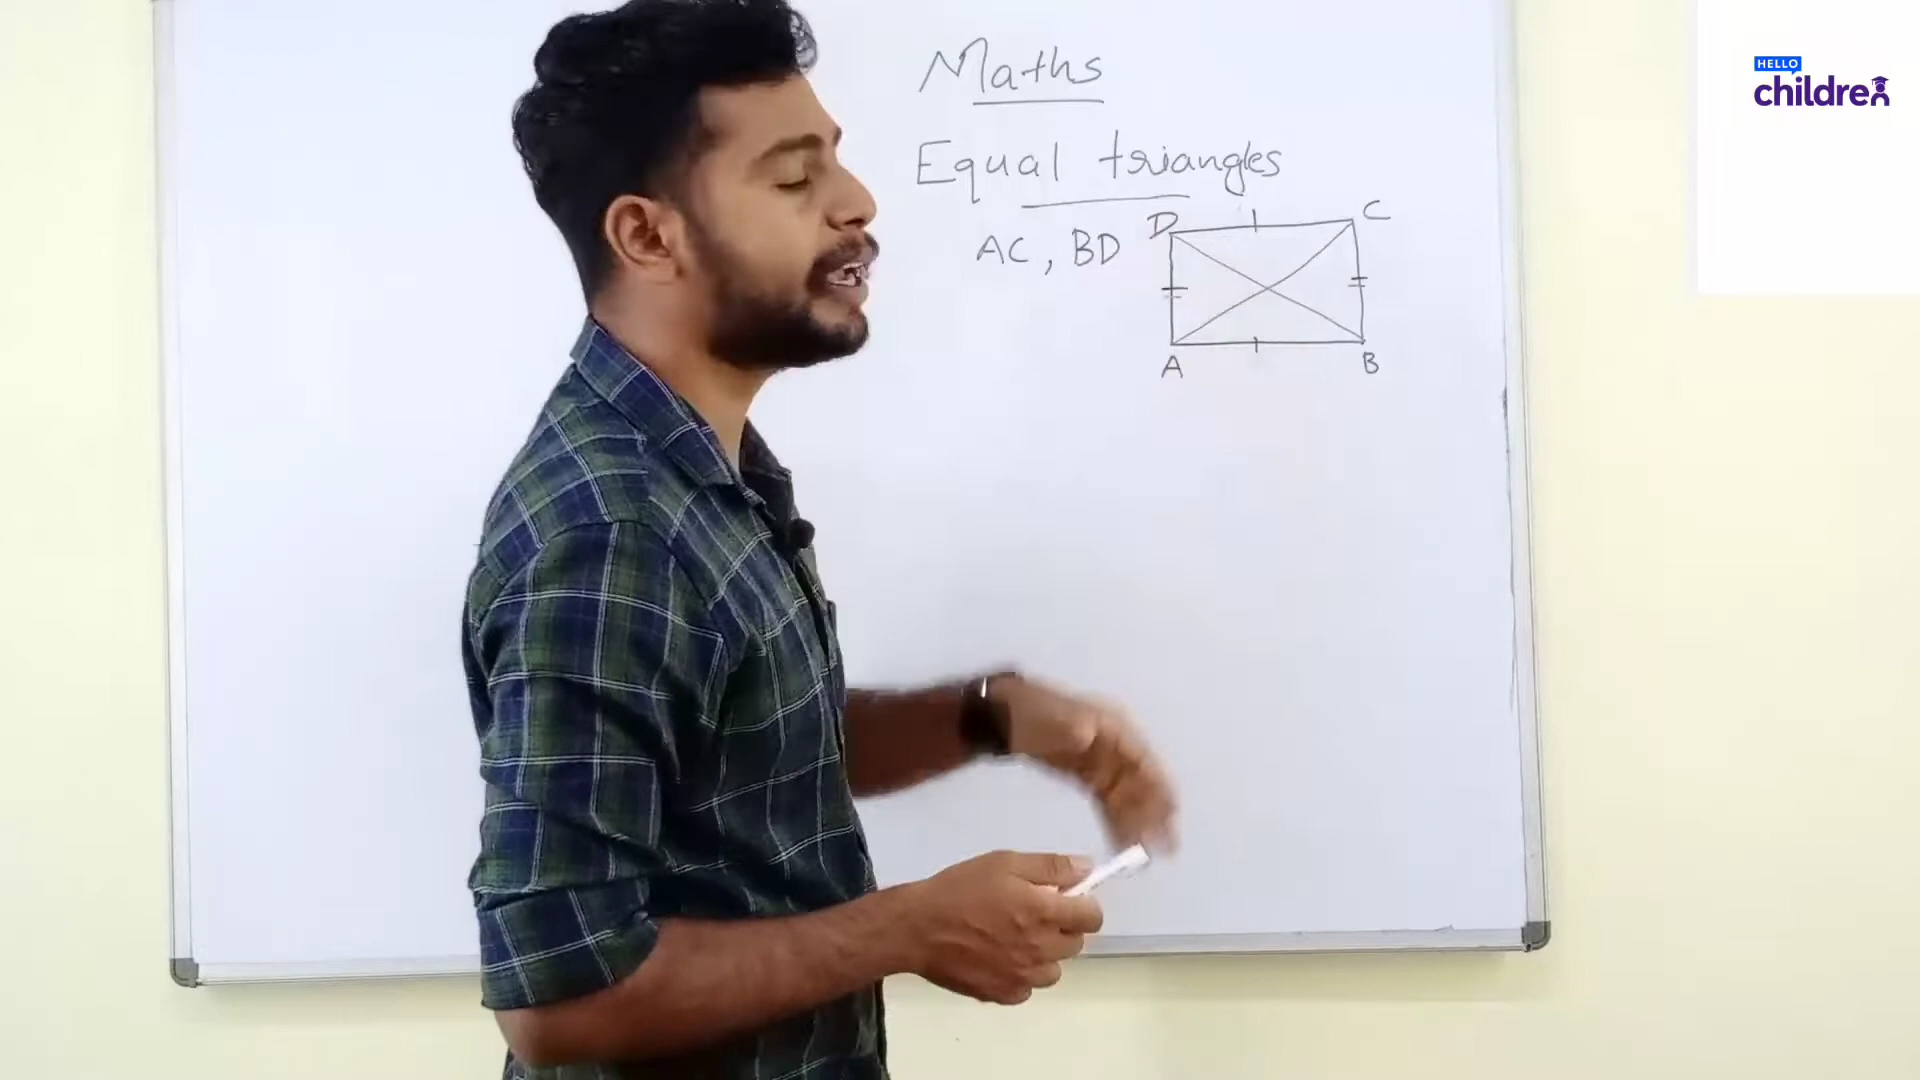 HELLO
children
Maths
Equal triangles
AC, BD
D
C
A
B